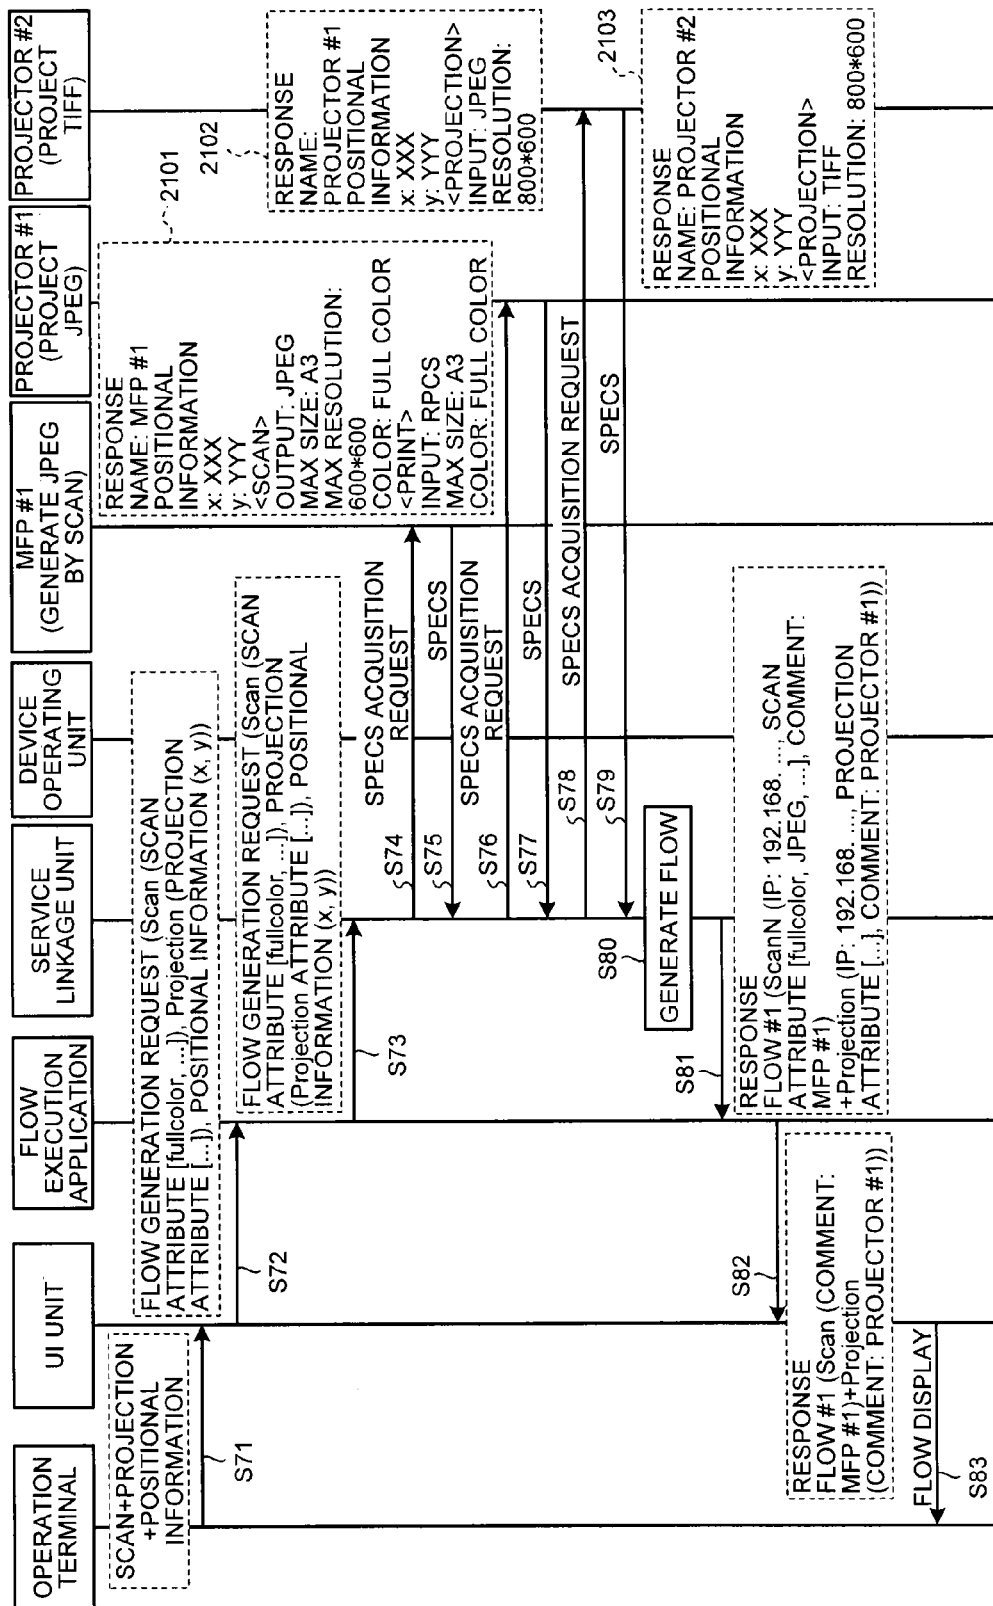 OPERATION
TERMINAL
UI UNIT
FLOW
EXECUTION
APPLICATION
SERVICE
LINKAGE UNIT
DEVICE
OPERATING
UNIT
MFP #1
(GENERATE JPEG
BY SCAN)
PROJECTOR #1
(PROJECT
JPEG)
PROJECTOR #2
(PROJECT
TIFF)
SCAN+PROJECTION
+POSITIONAL
INFORMATION
S71
FLOW GENERATION REQUEST (Scan (SCAN
ATTRIBUTE [fullcolor, ...]), Projection (PROJECTION
ATTRIBUTE [...]), POSITIONAL INFORMATION (x, y))
S72
FLOW GENERATION REQUEST (Scan (SCAN
ATTRIBUTE [fullcolor, ...]), PROJECTION
(Projection ATTRIBUTE [...]), POSITIONAL
INFORMATION (x, y))
S73
2101
RESPONSE
NAME: MFP #1
POSITIONAL
INFORMATION
x: XXX
y: YYY
<SCAN>
OUTPUT: JPEG
MAX SIZE: A3
MAX RESOLUTION:
600*600
COLOR: FULL COLOR
<PRINT>
INPUT: RPCS
MAX SIZE: A3
COLOR: FULL COLOR
2102
RESPONSE
NAME:
PROJECTOR #1
POSITIONAL
INFORMATION
x: XXX
y: YYY
<PROJECTION>
INPUT: JPEG
RESOLUTION:
800*600
SPECS ACQUISITION
REQUEST
S74
SPECS
S75
SPECS ACQUISITION
REQUEST
S76
SPECS
S77
SPECS ACQUISITION REQUEST
S78
SPECS
S79
2103
RESPONSE
NAME: PROJECTOR #2
POSITIONAL
INFORMATION
x: XXX
y: YYY
<PROJECTION>
INPUT: TIFF
RESOLUTION: 800*600
S80
GENERATE FLOW
S81
RESPONSE
FLOW #1 (ScanN (IP: 192.168. ..., SCAN
ATTRIBUTE [fullcolor, JPEG, ...], COMMENT:
MFP #1)
+Projection (IP: 192.168. ..., PROJECTION
ATTRIBUTE [...], COMMENT: PROJECTOR #1))
S82
RESPONSE
FLOW #1 (Scan (COMMENT:
MFP #1)+Projection
(COMMENT: PROJECTOR #1))
FLOW DISPLAY
S83